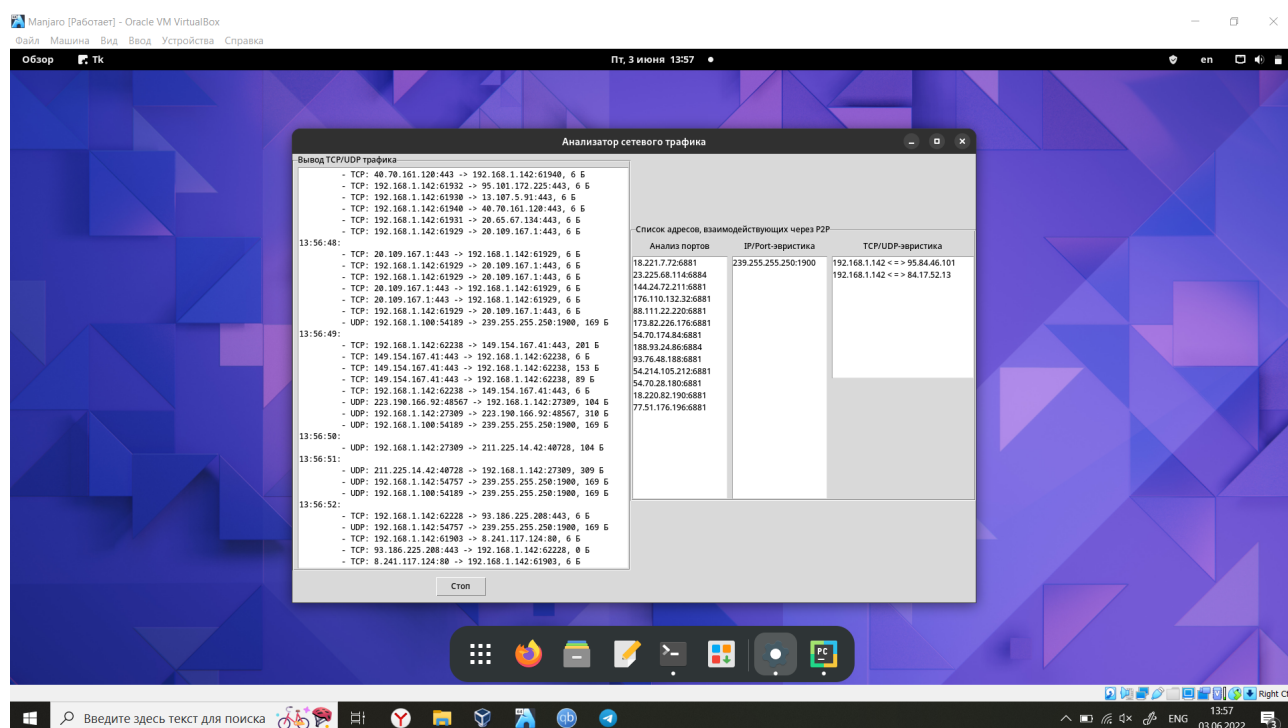 Manjaro [Работает] - Oracle VM VirtualBox
Файл Машина Вид Ввод Устройства Справка
Обзор Tk Пт, 3 июня 13:57 en
Анализатор сетевого трафика
Вывод TCP/UDP трафика
- TCP: 40.70.161.120:443 -> 192.168.1.142:61940, 6 Б
- TCP: 192.168.1.142:61932 -> 95.101.172.225:443, 6 Б
- TCP: 192.168.1.142:61930 -> 13.107.5.91:443, 6 Б
- TCP: 192.168.1.142:61940 -> 40.70.161.120:443, 6 Б
- TCP: 192.168.1.142:61931 -> 20.65.67.134:443, 6 Б
- TCP: 192.168.1.142:61929 -> 20.109.167.1:443, 6 Б
13:56:48:
- TCP: 20.109.167.1:443 -> 192.168.1.142:61929, 6 Б
- TCP: 192.168.1.142:61929 -> 20.109.167.1:443, 6 Б
- TCP: 192.168.1.142:61929 -> 20.109.167.1:443, 6 Б
- TCP: 20.109.167.1:443 -> 192.168.1.142:61929, 6 Б
- TCP: 20.109.167.1:443 -> 192.168.1.142:61929, 6 Б
- TCP: 192.168.1.142:61929 -> 20.109.167.1:443, 6 Б
- UDP: 192.168.1.100:54189 -> 239.255.255.250:1900, 169 Б
13:56:49:
- TCP: 192.168.1.142:62238 -> 149.154.167.41:443, 201 Б
- TCP: 149.154.167.41:443 -> 192.168.1.142:62238, 6 Б
- TCP: 149.154.167.41:443 -> 192.168.1.142:62238, 153 Б
- TCP: 149.154.167.41:443 -> 192.168.1.142:62238, 89 Б
- TCP: 192.168.1.142:62238 -> 149.154.167.41:443, 6 Б
- UDP: 223.190.166.92:48567 -> 192.168.1.142:27309, 104 Б
- UDP: 192.168.1.142:27309 -> 223.190.166.92:48567, 310 Б
- UDP: 192.168.1.100:54189 -> 239.255.255.250:1900, 169 Б
13:56:50:
- UDP: 192.168.1.142:27309 -> 211.225.14.42:40728, 104 Б
13:56:51:
- UDP: 211.225.14.42:40728 -> 192.168.1.142:27309, 309 Б
- UDP: 192.168.1.142:54757 -> 239.255.255.250:1900, 169 Б
- UDP: 192.168.1.100:54189 -> 239.255.255.250:1900, 169 Б
13:56:52:
- TCP: 192.168.1.142:62228 -> 93.186.225.208:443, 6 Б
- UDP: 192.168.1.142:54757 -> 239.255.255.250:1900, 169 Б
- TCP: 192.168.1.142:61903 -> 8.241.117.124:80, 6 Б
- TCP: 93.186.225.208:443 -> 192.168.1.142:62228, 0 Б
- TCP: 8.241.117.124:80 -> 192.168.1.142:61903, 6 Б
Стоп
Список адресов, взаимодействующих через P2P
Анализ портов
18.221.7.72:6881
23.225.68.114:6884
144.24.72.211:6881
176.110.132.32:6881
88.111.22.220:6881
173.82.226.176:6881
54.70.174.84:6881
188.93.24.86:6884
93.76.48.188:6881
54.214.105.212:6881
54.70.28.180:6881
18.220.82.190:6881
77.51.176.196:6881
IP/Port-эвристика
239.255.255.250:1900
TCP/UDP-эвристика
192.168.1.142 < = > 95.84.46.101
192.168.1.142 < = > 84.17.52.13
PC
Right Ct
Введите здесь текст для поиска
Y
qb
ENG
13:57
03.06.2022
3